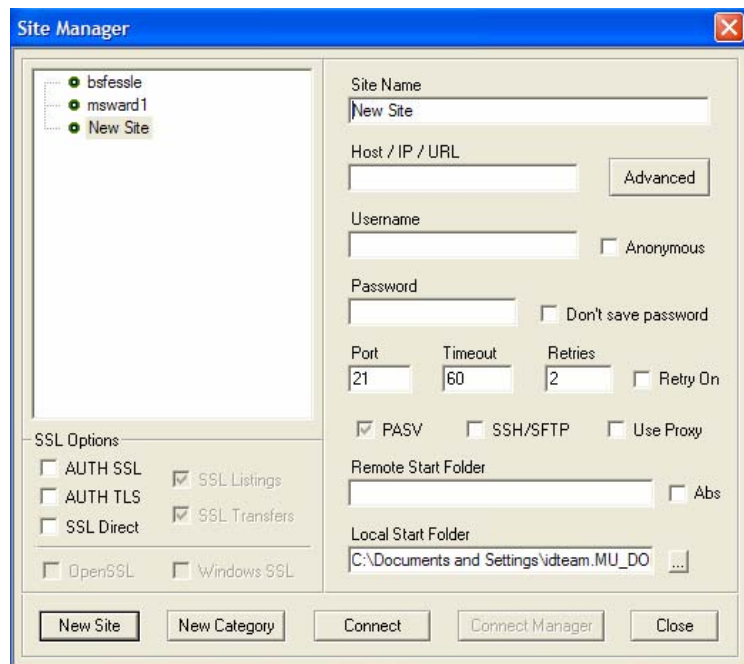 Site Manager
bsfessle
msward1
New Site
Site Name
New Site
Host / IP / URL
Advanced
Username
Anonymous
Password
Don't save password
Port Timeout Retries
21 60 2 Retry On
PASV SSH/SFTP Use Proxy
Remote Start Folder
Abs
Local Start Folder
C:\Documents and Settings\idteam.MU_DO ...
SSL Options
AUTH SSL
AUTH TLS
SSL Direct
SSL Listings
SSL Transfers
OpenSSL Windows SSL
New Site New Category Connect Connect Manager Close